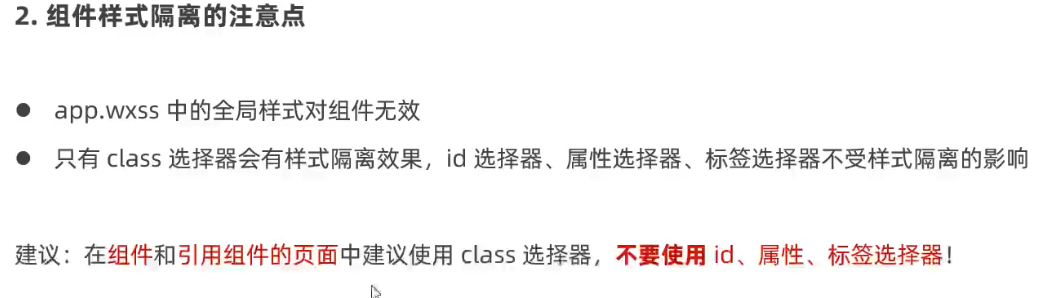 2. 组件样式隔离的注意点
● app.wxss 中的全局样式对组件无效
● 只有 class 选择器会有样式隔离效果，id 选择器、属性选择器、标签选择器不受样式隔离的影响
建议：在组件和引用组件的页面中建议使用 class 选择器，不要使用 id、属性、标签选择器！